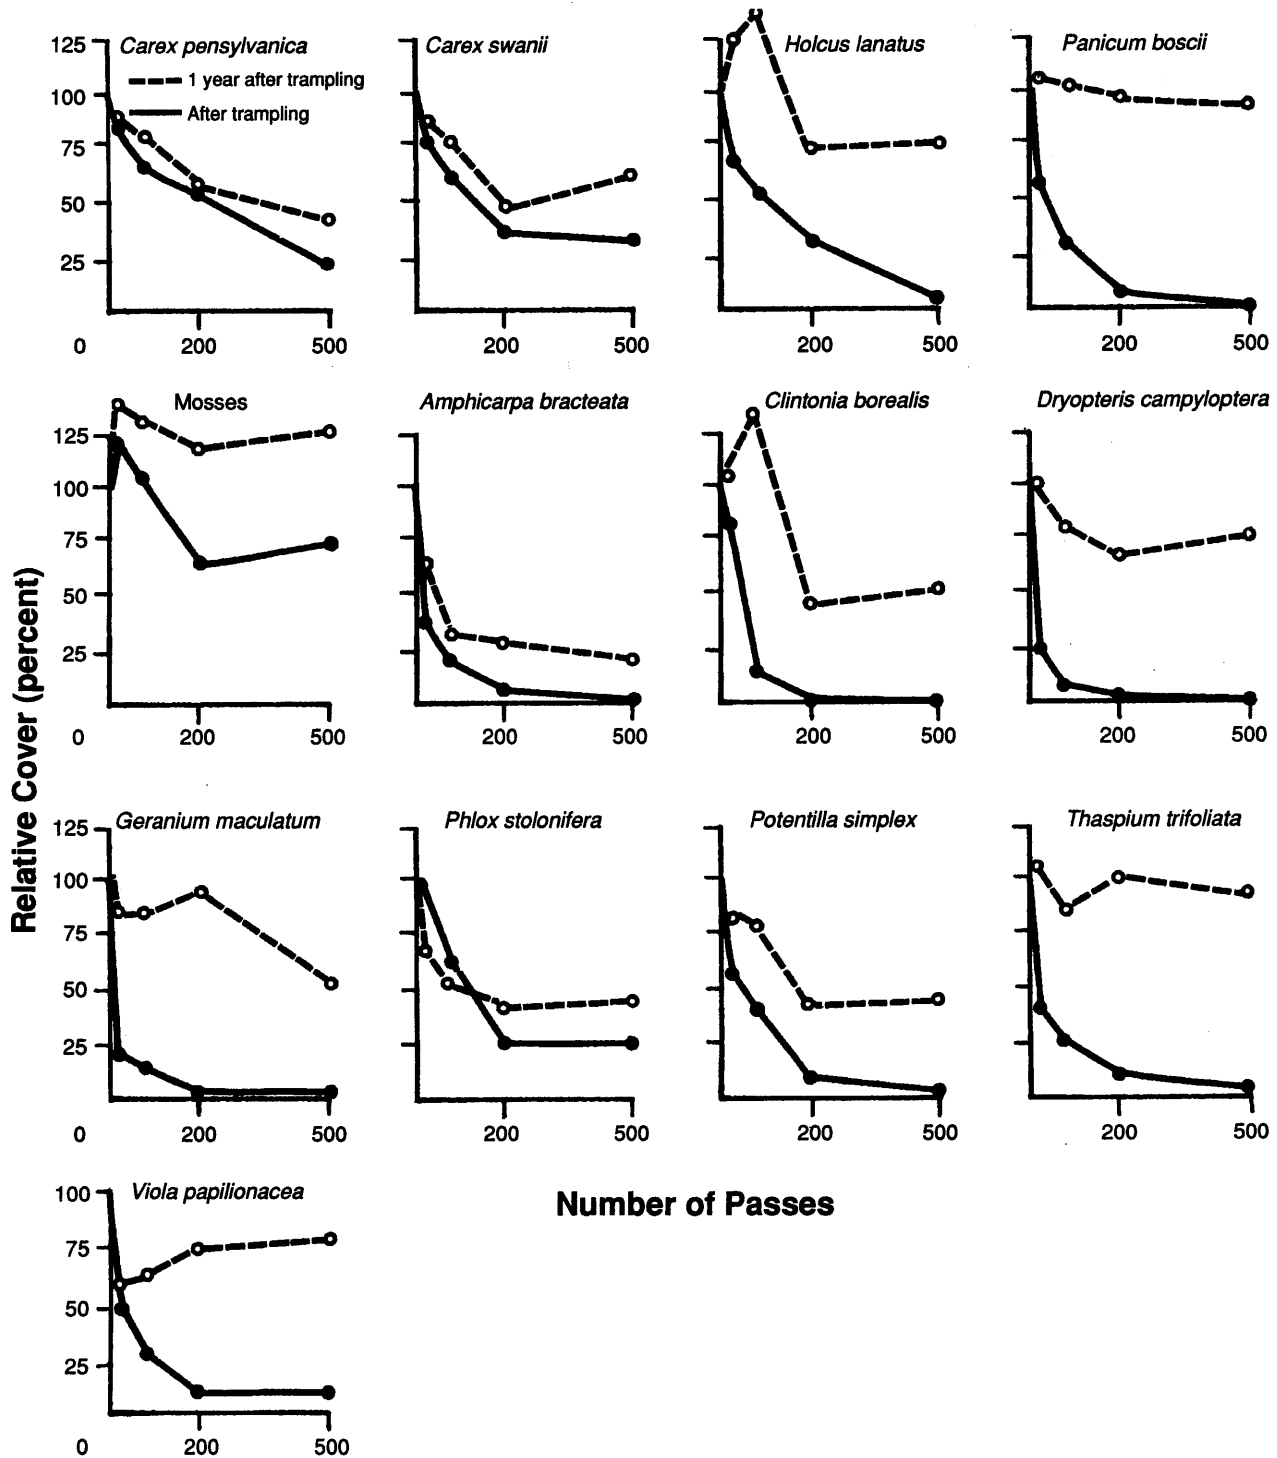 Carex pensylvanica
1 year after trampling
After trampling
125
100
75
50
25
0
200
500
Carex swanii
200
500
Holcus lanatus
200
500
Panicum boscii
200
500
Mosses
125
100
75
50
25
0
200
500
Amphicarpa bracteata
200
500
Clintonia borealis
200
500
Dryopteris campyloptera
200
500
Relative Cover (percent)
Geranium maculatum
125
100
75
50
25
0
200
500
Phlox stolonifera
200
500
Potentilla simplex
200
500
Thaspium trifoliata
200
500
Viola papilionacea
100
75
50
25
0
200
500
Number of Passes